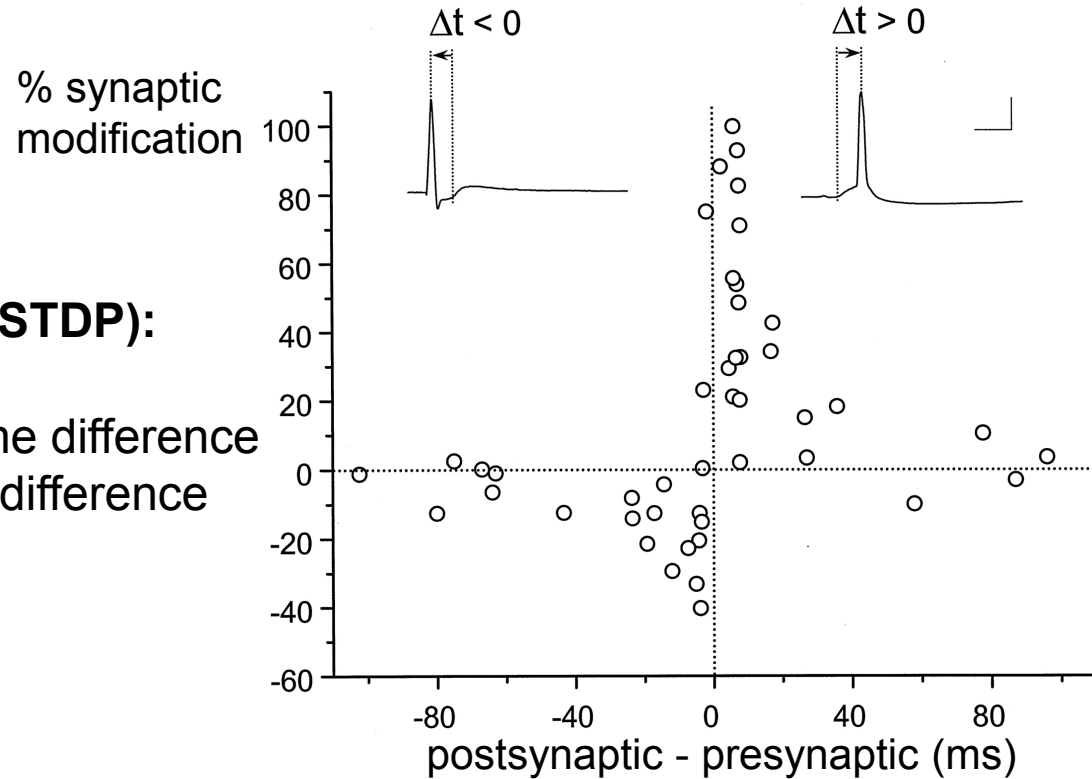 Δt < 0
Δt > 0
% synaptic
modification
100
80
60
40
20
0
-20
-40
-60
STDP):
difference
difference
-80 -40 0 40 80
postsynaptic - presynaptic (ms)